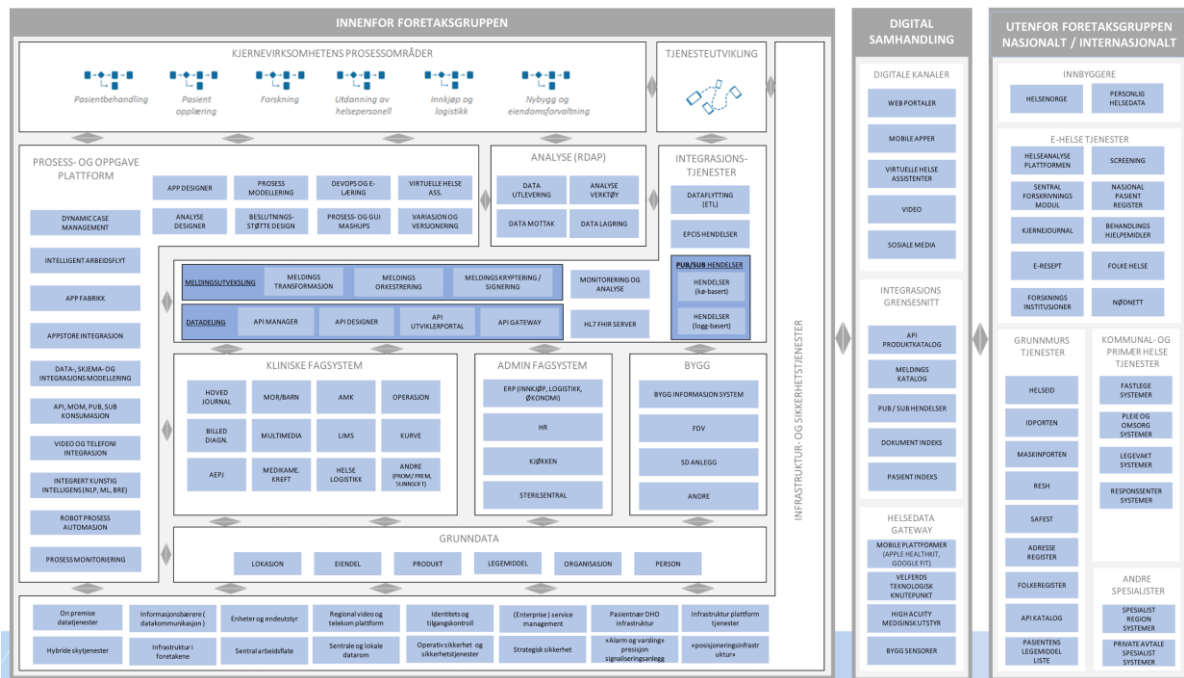 INNENFOR FORETAKSGRUPPEN
KJERNEVIRKSOMHETENS PROSESSOMRÅDER
Pasientbehandling
Pasient
opplæring
Forskning
Utdanning av
helsepersonell
Innkjøp og
logistikk
Nybygg og
eiendomsforvaltning
TJENESTEUTVIKLING
PROSESS- OG OPPGAVE
PLATTFORM
APP DESIGNER
PROSESS
MODELLERING
DEVOPS OG E-
LÆRING
VIRTUELLE HELSE
ASS.
ANALYSE
DESIGNER
BESLUTNINGS-
STØTTE DESIGN
PROSESS- OG GUI
MASHUPS
VARIASJON OG
VERSJONERING
DYNAMIC CASE
MANAGEMENT
INTELLIGENT ARBEIDSFLYT
APP FABRIKK
APPSTORE INTEGRASJON
DATA-, SKJEMA- OG
INTEGRASJONS MODELLERING
API, MOM, PUB, SUB
KONSUMASJON
VIDEO OG TELEFONI
INTEGRASJON
INTEGRERT KUNSTIG
INTELLIGENS (NLP, ML, BRE)
ROBOT PROSESS
AUTOMASJON
PROSESS MONITORIERING
ANALYSE (RDAP)
DATA
UTLEVERING
ANALYSE
VERKTØY
DATA MOTTAK
DATA LAGRING
INTEGRASJONS-
TJENESTER
DATAFLYTTING
(ETL)
EPCIS HENDELSER
PUB/SUB HENDELSER
HENDELSER
(kø-basert)
HENDELSER
(logg-basert)
MELDINGSUTVEKSLING
MELDINGS
TRANSFORMASJON
MELDINGS
ORKESTRERING
MELDINGS KRYPTERING /
SIGNERING
MONITORERING OG
ANALYSE
DATADELING
API MANAGER
API DESIGNER
API
UTVIKLERPORTAL
API GATEWAY
HL7 FHIR SERVER
KLINISKE FAGSYSTEM
HOVED
JOURNAL
MOR/BARN
AMK
OPERASJON
BILLED
DIAGN.
MULTIMEDIA
LIMS
KURVE
AEPJ
MEDIKAME.
KREFT
HELSE
LOGISTIKK
ANDRE
(PROM/ PREM,
SUNNSOFT)
ADMIN FAGSYSTEM
ERP (INNKJØP, LOGISTIKK,
ØKONOMI)
HR
KJØKKEN
STERILSENTRAL
BYGG
BYGG INFORMASJON SYSTEM
FDV
SD ANLEGG
ANDRE
GRUNNDATA
LOKASJON
EIENDEL
PRODUKT
LEGEMIDDEL
ORGANISASJON
PERSON
INFRASTRUKTUR- OG SIKKERHETSTJENESTER
On premise
datatjenester
Informasjonsbærere (
datakommunikasjon )
Enheter og endeutstyr
Regional video og
telekom plattform
Identitets og
tilgangskontroll
(Enterprise ) service
management
Pasientnær DHO
infrastruktur
Infrastruktur plattform
tjenester
Hybride skytjenester
Infrastruktur i
foretakene
Sentral arbeidsflate
Sentrale og lokale
datarom
Operativ sikkerhet og
sikkerhetstjenester
Strategisk sikkerhet
«Alarm og varsling» presisjon
signaliseringsanlegg
«posisjoneringsinfrast
ruktur»
DIGITAL
SAMHANDLING
DIGITALE KANALER
WEB PORTALER
MOBILE APPER
VIRTUELLE HELSE
ASSISTENTER
VIDEO
SOSIALE MEDIA
INTEGRASJONS
GRENSESNITT
API
PRODUKTKATALOG
MELDINGS
KATALOG
PUB / SUB HENDELSER
DOKUMENT INDEKS
PASIENT INDEKS
HELSEDATA
GATEWAY
MOBILE PLATTFORMER
(APPLE HEALTHKIT,
GOOGLE FIT)
VELFERDS
TEKNOLOGISK
KNUTEPUNKT
HIGH ACUITY
MEDISINSK UTSTYR
BYGG SENSORER
UTENFOR FORETAKSGRUPPEN
NASJONALT / INTERNASJONALT
INNBYGGERE
HELSENORGE
PERSONLIG
HELSEDATA
E-HELSE TJENESTER
HELSEANALYSE
PLATTFORMEN
SCREENING
SENTRAL
FORSKRIVNINGS
MODUL
NASJONAL
PASIENT
REGISTER
KJERNEJOURNAL
BEHANDLINGS
HJELPEMIDLER
E-RESEPT
FOLKE HELSE
FORSKNINGS
INSTITUSJONER
NØDNETT
GRUNNMURS
TJENESTER
HELSEID
IDPORTEN
MASKINPORTEN
RESH
SAFEST
ADRESSE
REGISTER
FOLKEREGISTER
API KATALOG
PASIENTENS
LEGEMIDDEL
LISTE
KOMMUNAL- OG
PRIMÆR HELSE
TJENESTER
FASTLEGE
SYSTEMER
PLEIE OG
OMSORG
SYSTEMER
LEGEVAKT
SYSTEMER
RESPONSSENTER
SYSTEMER
ANDRE
SPESIALISTER
SPESIALIST
REGION
SYSTEMER
PRIVATE AVTALE
SPESIALIST
SYSTEMER